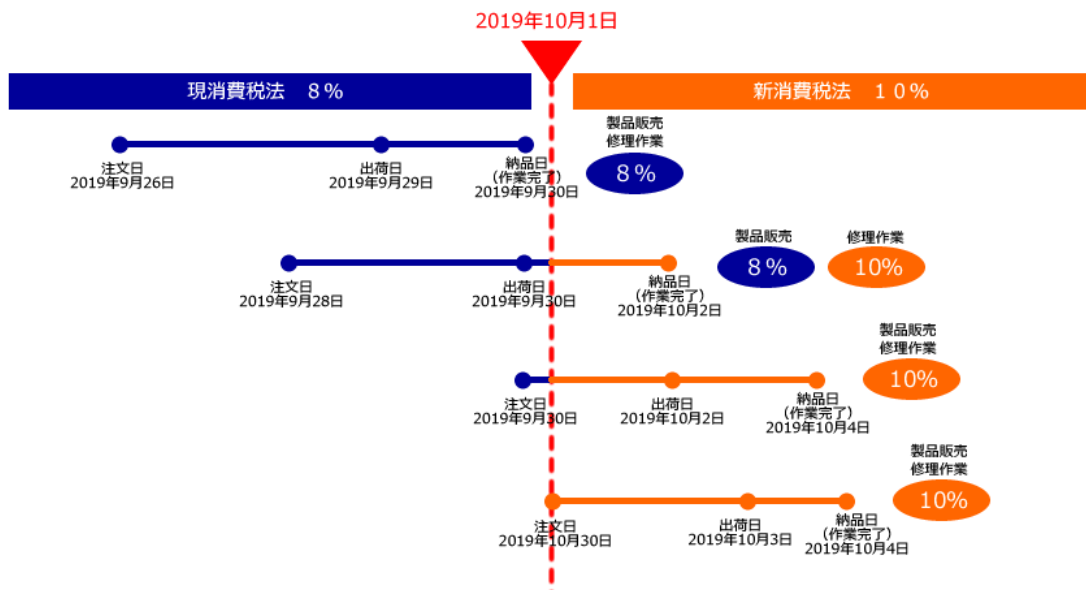 2019年10月1日
現消費税法　８％
新消費税法　１０％
注文日
2019年9月26日
出荷日
2019年9月29日
納品日
（作業完了）
2019年9月30日
製品販売
修理作業
８％
注文日
2019年9月28日
出荷日
2019年9月30日
納品日
（作業完了）
2019年10月2日
製品販売
８％
修理作業
10%
注文日
2019年9月30日
出荷日
2019年10月2日
納品日
（作業完了）
2019年10月4日
製品販売
修理作業
10%
注文日
2019年10月30日
出荷日
2019年10月3日
納品日
（作業完了）
2019年10月4日
製品販売
修理作業
10%